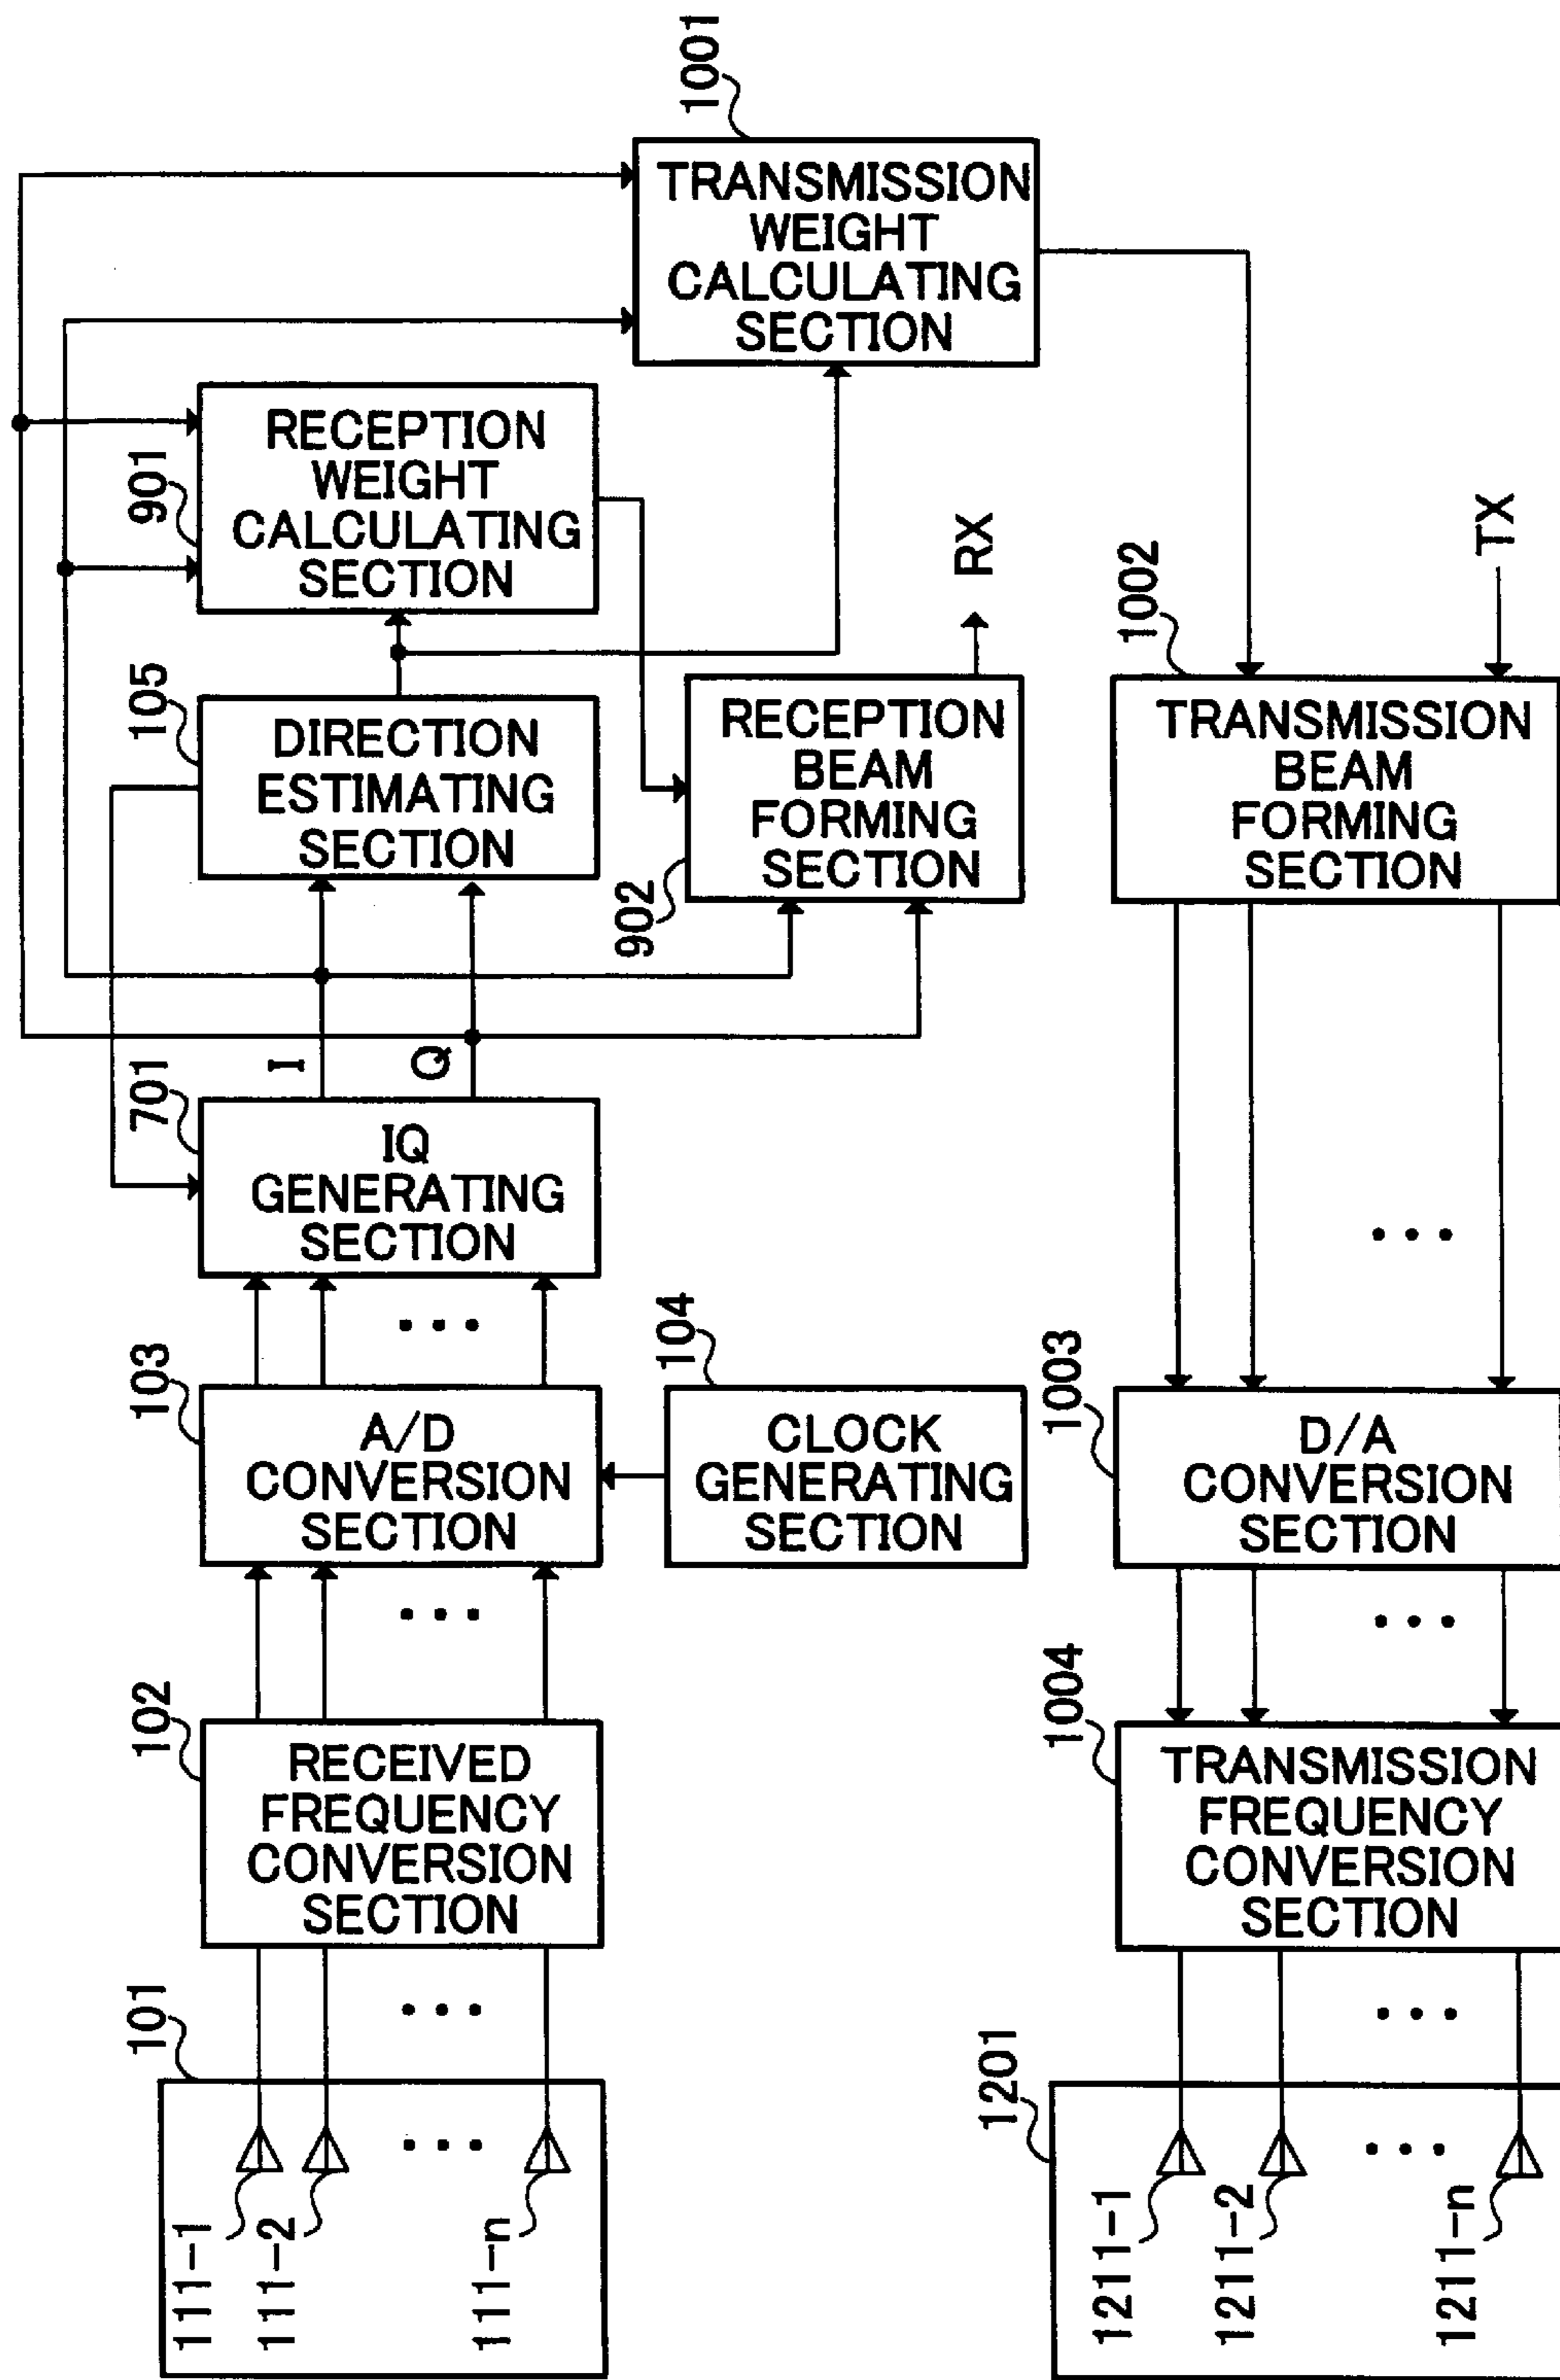 101
111-1
111-2
111-n
102
RECEIVED
FREQUENCY
CONVERSION
SECTION
103
A/D
CONVERSION
SECTION
104
CLOCK
GENERATING
SECTION
701
IQ
GENERATING
SECTION
I
Q
105
DIRECTION
ESTIMATING
SECTION
901
RECEPTION
WEIGHT
CALCULATING
SECTION
902
RECEPTION
BEAM
FORMING
SECTION
RX
1001
TRANSMISSION
WEIGHT
CALCULATING
SECTION
1201
1211-1
1211-2
1211-n
1004
TRANSMISSION
FREQUENCY
CONVERSION
SECTION
1003
D/A
CONVERSION
SECTION
1002
TRANSMISSION
BEAM
FORMING
SECTION
TX